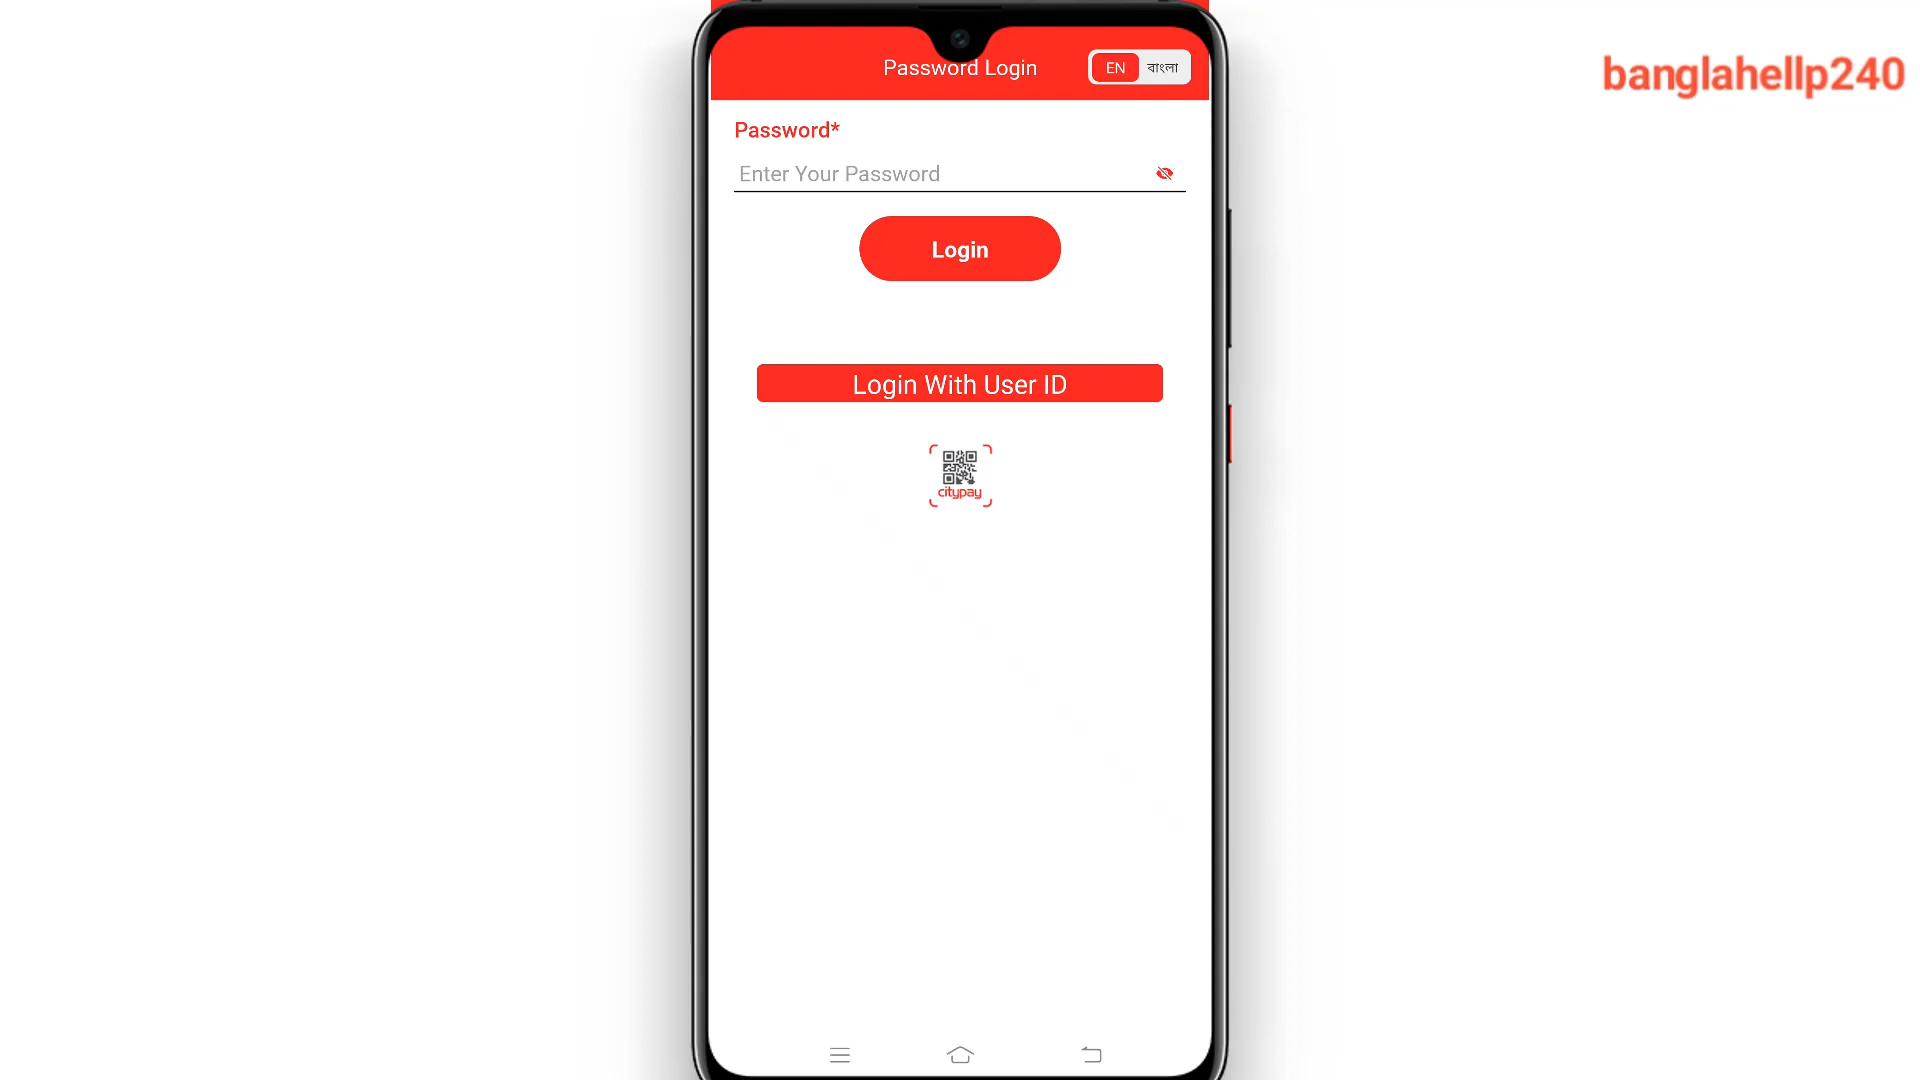 Password Login
EN বাংলা
banglahellp240
Password*
Enter Your Password
Login
Login With User ID
citypay